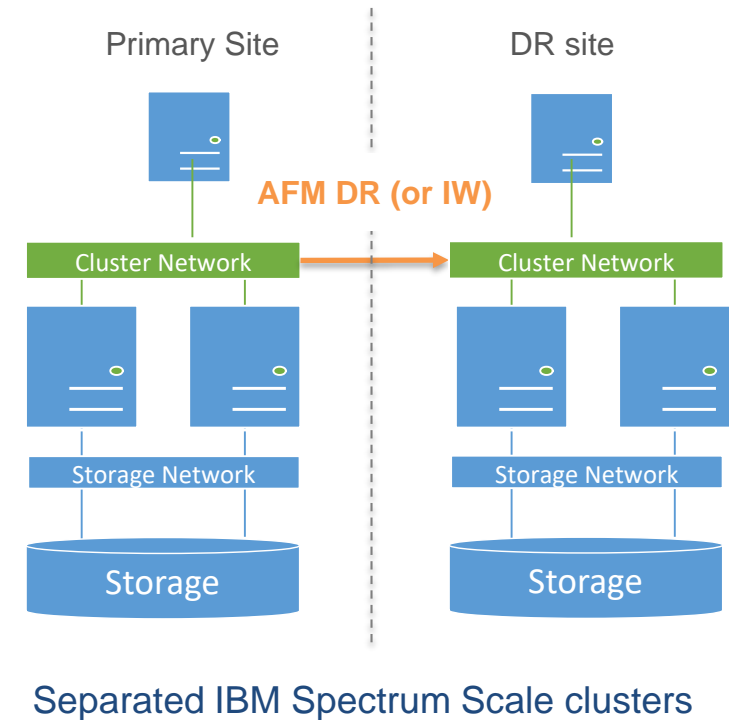 Primary Site
DR site
AFM DR (or IW)
Cluster Network
Cluster Network
Storage Network
Storage Network
Storage
Storage
Separated IBM Spectrum Scale clusters